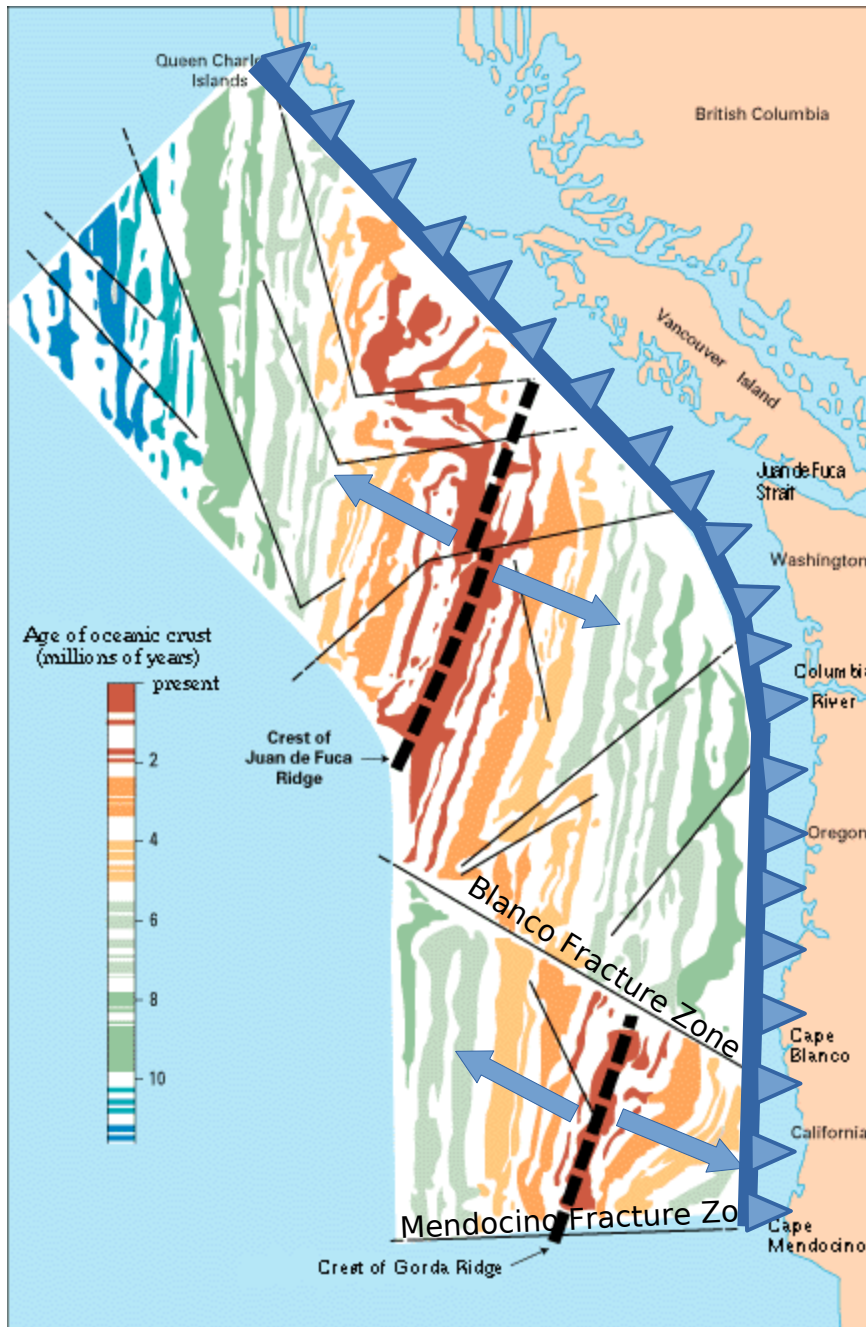 Queen Charl
Islands
British Columbia
Vancouver Island
Juan de Fuca
Strait
Washington
Age of oceanic crust
(millions of years)
present
2
4
6
8
10
Columbia
River
Crest of
Juan de Fuca
Ridge
Oregon
Blanco Fracture Zone
Cape
Blanco
California
Mendocino Fracture Zo
Cape
Mendocino
Crest of Gorda Ridge